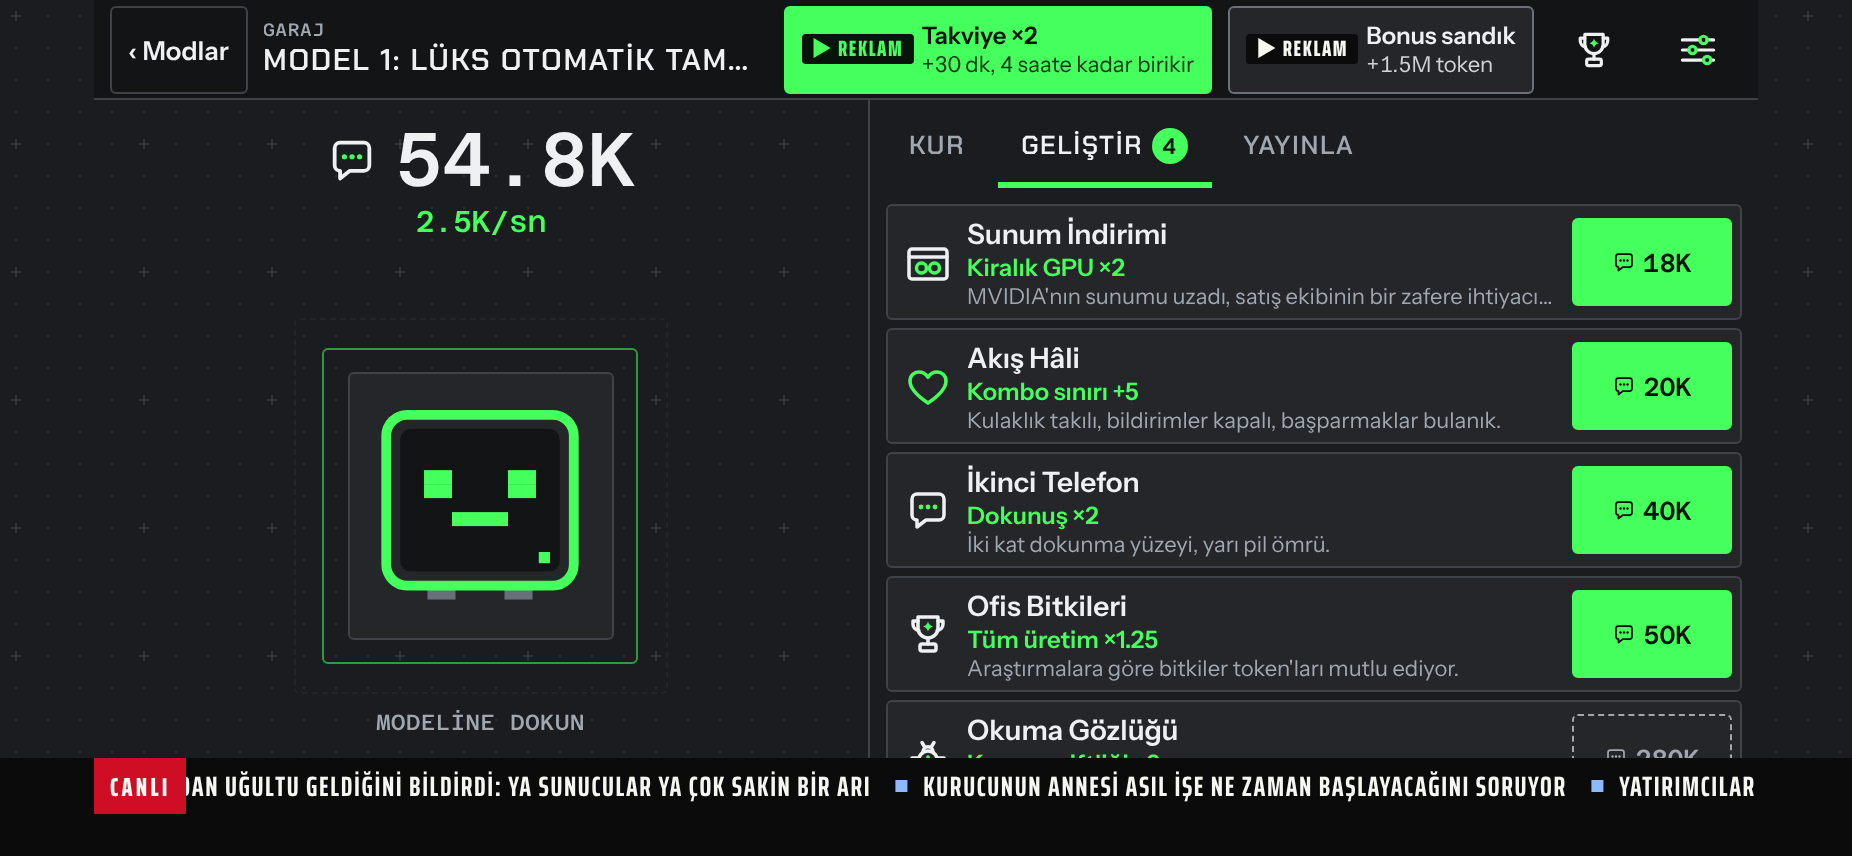 ‹ Modlar
GARAJ
MODEL 1: LÜKS OTOMATİK TAM...
REKLAM
Takviye ×2
+30 dk, 4 saate kadar birikir
REKLAM
Bonus sandık
+1.5M token
54.8K
2.5K/sn
MODELİNE DOKUN
KUR
GELİŞTİR 4
YAYINLA
Sunum İndirimi
Kiralık GPU ×2
MVIDIA'nın sunumu uzadı, satış ekibinin bir zafere ihtiyacı...
18K
Akış Hâli
Kombo sınırı +5
Kulaklık takılı, bildirimler kapalı, başparmaklar bulanık.
20K
İkinci Telefon
Dokunuş ×2
İki kat dokunma yüzeyi, yarı pil ömrü.
40K
Ofis Bitkileri
Tüm üretim ×1.25
Araştırmalara göre bitkiler token'ları mutlu ediyor.
50K
Okuma Gözlüğü
CANLI
UĞULTU GELDİĞİNİ BİLDİRDİ: YA SUNUCULAR YA ÇOK SAKİN BİR ARI
KURUCUNUN ANNESİ ASIL İŞE NE ZAMAN BAŞLAYACAĞINI SORUYOR
YATIRIMCILAR